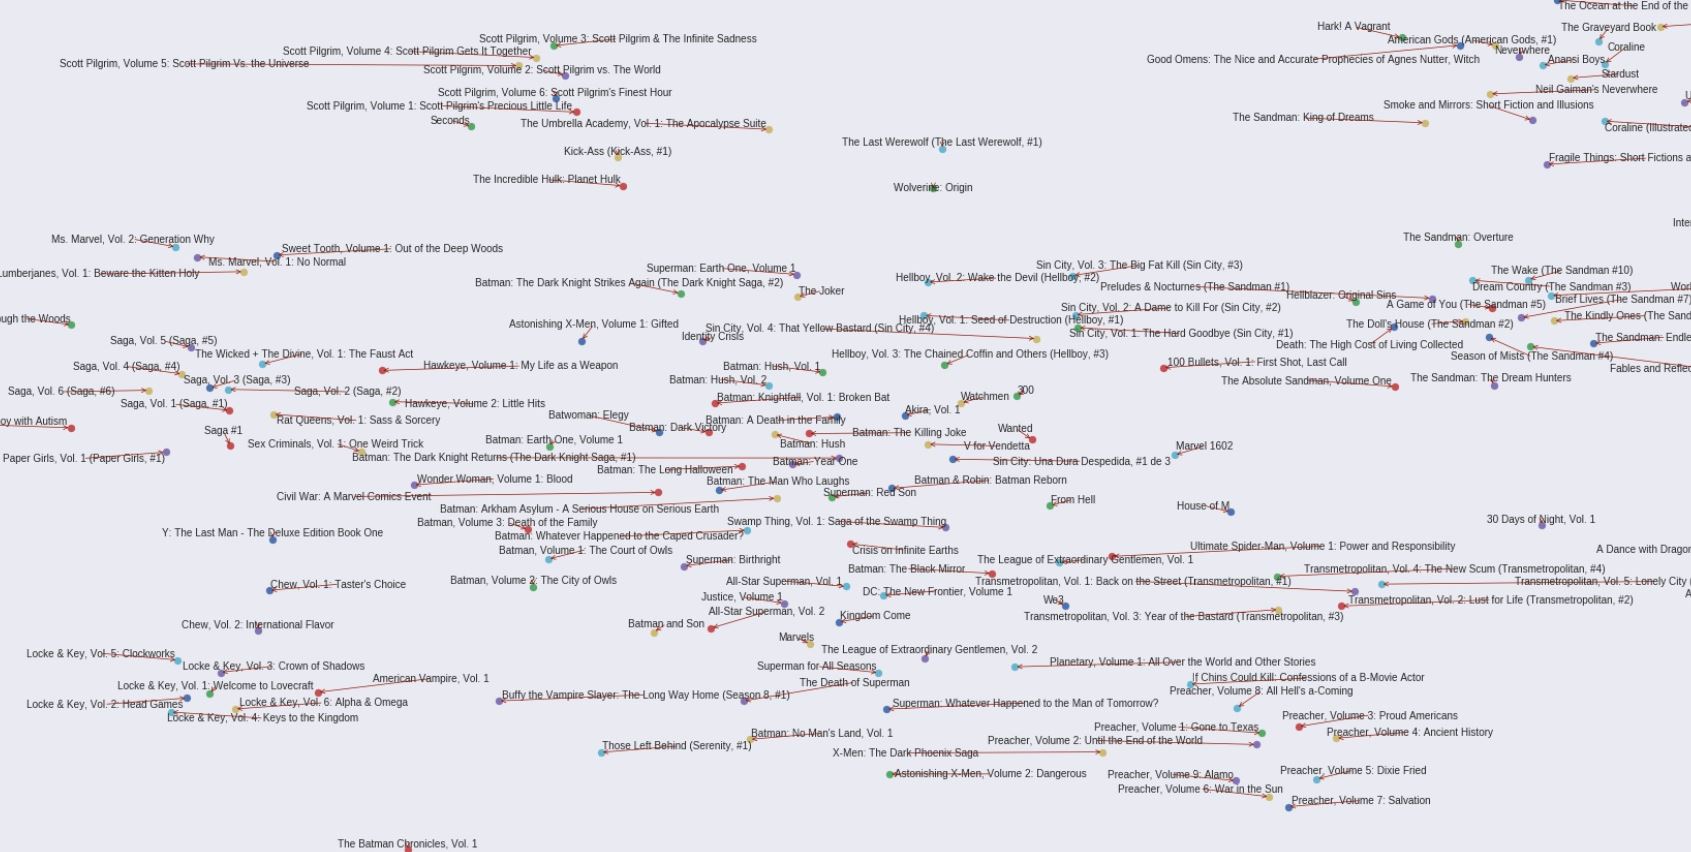 The Ocean at the End of the
Hark! A Vagrant
The Graveyard Book
Scott Pilgrim, Volume 3: Scott Pilgrim & The Infinite Sadness
American Gods (American Gods, #1)
Scott Pilgrim, Volume 4: Scott Pilgrim Gets It Together
Neverwhere
Coraline
Scott Pilgrim, Volume 5: Scott Pilgrim Vs. the Universe
Good Omens: The Nice and Accurate Prophecies of Agnes Nutter, Witch
Anansi Boys
Scott Pilgrim, Volume 2: Scott Pilgrim vs. The World
Stardust
Scott Pilgrim, Volume 6: Scott Pilgrim's Finest Hour
Neil Gaiman's Neverwhere
Scott Pilgrim, Volume 1: Scott Pilgrim's Precious Little Life
Smoke and Mirrors: Short Fiction and Illusions
Seconds
The Umbrella Academy, Vol. 1: The Apocalypse Suite
The Sandman: King of Dreams
Coraline (Illustrated
The Last Werewolf (The Last Werewolf, #1)
Kick-Ass (Kick-Ass, #1)
Fragile Things: Short Fictions a
The Incredible Hulk: Planet Hulk
Wolverine: Origin
Inter
Ms. Marvel, Vol. 2: Generation Why
The Sandman: Overture
Sweet Tooth, Volume 1: Out of the Deep Woods
Ms. Marvel, Vol. 1: No Normal
Lumberjanes, Vol. 1: Beware the Kitten Holy
Superman: Earth One, Volume 1
Sin City, Vol. 3: The Big Fat Kill (Sin City, #3)
The Wake (The Sandman #10)
Batman: The Dark Knight Strikes Again (The Dark Knight Saga, #2)
Hellboy, Vol. 2: Wake the Devil (Hellboy, #2)
Preludes & Nocturnes (The Sandman #1)
Dream Country (The Sandman #3)
Worl
The Joker
Hellblazer: Original Sins
Brief Lives (The Sandman #7)
A Game of You (The Sandman #5)
Sin City, Vol. 2: A Dame to Kill For (Sin City, #2)
ough the Woods
Astonishing X-Men, Volume 1: Gifted
Hellboy, Vol. 1: Seed of Destruction (Hellboy, #1)
The Doll's House (The Sandman #2)
The Kindly Ones (The Sand
Sin City, Vol. 4: That Yellow Bastard (Sin City, #4)
Sin City, Vol. 1: The Hard Goodbye (Sin City, #1)
Identity Crisis
Death: The High Cost of Living Collected
The Sandman: Endle
Saga, Vol. 5 (Saga, #5)
The Wicked + The Divine, Vol. 1: The Faust Act
Hellboy, Vol. 3: The Chained Coffin and Others (Hellboy, #3)
Season of Mists (The Sandman #4)
Saga, Vol. 4 (Saga, #4)
Hawkeye, Volume 1: My Life as a Weapon
Batman: Hush, Vol. 1
100 Bullets, Vol. 1: First Shot, Last Call
Fables and Reflec
Saga, Vol. 3 (Saga, #3)
Batman: Hush, Vol. 2
The Absolute Sandman, Volume One
The Sandman: The Dream Hunters
Saga, Vol. 6 (Saga, #6)
Saga, Vol. 2 (Saga, #2)
Batman: Knightfall, Vol. 1: Broken Bat
Watchmen
300
Saga, Vol. 1 (Saga, #1)
Hawkeye, Volume 2: Little Hits
Akira, Vol. 1
oy with Autism
Rat Queens, Vol. 1: Sass & Sorcery
Batwoman: Elegy
Batman: A Death in the Family
Saga #1
Batman: Dark Victory
Batman: The Killing Joke
Wanted
Sex Criminals, Vol. 1: One Weird Trick
Batman: Earth One, Volume 1
Batman: Hush
V for Vendetta
Marvel 1602
Paper Girls, Vol. 1 (Paper Girls, #1)
Batman: The Dark Knight Returns (The Dark Knight Saga, #1)
Batman: Year One
Sin City: Una Dura Despedida, #1 de 3
Batman: The Long Halloween
Wonder Woman, Volume 1: Blood
Batman: The Man Who Laughs
Batman & Robin: Batman Reborn
Civil War: A Marvel Comics Event
Superman: Red Son
From Hell
House of M
Batman: Arkham Asylum - A Serious House on Serious Earth
Batman, Volume 3: Death of the Family
Swamp Thing, Vol. 1: Saga of the Swamp Thing
30 Days of Night, Vol. 1
Y: The Last Man - The Deluxe Edition Book One
Batman: Whatever Happened to the Caped Crusader?
Batman, Volume 1: The Court of Owls
Crisis on Infinite Earths
Ultimate Spider-Man, Volume 1: Power and Responsibility
A Dance with Dragon
Superman: Birthright
The League of Extraordinary Gentlemen, Vol. 1
Batman: The Black Mirror
Transmetropolitan, Vol. 4: The New Scum (Transmetropolitan, #4)
Chew, Vol. 1: Taster's Choice
Batman, Volume 2: The City of Owls
All-Star Superman, Vol. 1
Transmetropolitan, Vol. 1: Back on the Street (Transmetropolitan, #1)
Transmetropolitan, Vol. 5: Lonely City (
Justice, Volume 1
DC: The New Frontier, Volume 1
We3
Transmetropolitan, Vol. 2: Lust for Life (Transmetropolitan, #2)
A
All-Star Superman, Vol. 2
Kingdom Come
Transmetropolitan, Vol. 3: Year of the Bastard (Transmetropolitan, #3)
Chew, Vol. 2: International Flavor
Batman and Son
Marvels
The League of Extraordinary Gentlemen, Vol. 2
Locke & Key, Vol. 5: Clockworks
Locke & Key, Vol. 3: Crown of Shadows
Superman for All Seasons
Planetary, Volume 1: All Over the World and Other Stories
American Vampire, Vol. 1
The Death of Superman
If Chins Could Kill: Confessions of a B-Movie Actor
Locke & Key, Vol. 1: Welcome to Lovecraft
Buffy the Vampire Slayer: The Long Way Home (Season 8, #1)
Preacher, Volume 8: All Hell's a-Coming
Locke & Key, Vol. 2: Head Games
Locke & Key, Vol. 6: Alpha & Omega
Superman: Whatever Happened to the Man of Tomorrow?
Locke & Key, Vol. 4: Keys to the Kingdom
Preacher, Volume 3: Proud Americans
Preacher, Volume 1: Gone to Texas
Batman: No Man's Land, Vol. 1
Preacher, Volume 4: Ancient History
Preacher, Volume 2: Until the End of the World
Those Left Behind (Serenity, #1)
X-Men: The Dark Phoenix Saga
Astonishing X-Men, Volume 2: Dangerous
Preacher, Volume 9: Alamo
Preacher, Volume 5: Dixie Fried
Preacher, Volume 6: War in the Sun
Preacher, Volume 7: Salvation
The Batman Chronicles, Vol. 1